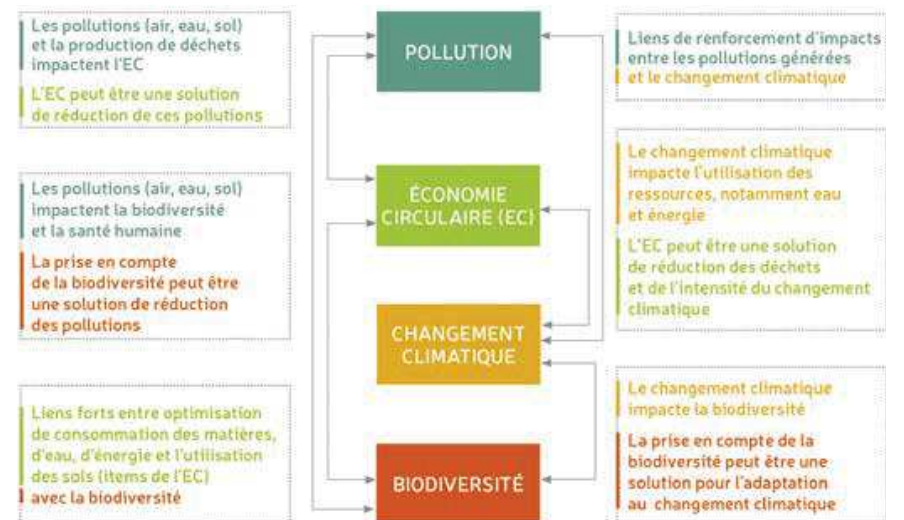 Les pollutions (air, eau, sol)
et la production de déchets
impactent l'EC
L'EC peut être une solution
de réduction de ces pollutions
Les pollutions (air, eau, sol)
impactent la biodiversité
et la santé humaine
La prise en compte
de la biodiversité peut être
une solution de réduction
des pollutions
Liens forts entre optimisation
de consommation des matières,
d'eau, d'énergie et l'utilisation
des sols (items de l'EC)
avec la biodiversité
POLLUTION
ÉCONOMIE
CIRCULAIRE (EC)
CHANGEMENT
CLIMATIQUE
BIODIVERSITÉ
Liens de renforcement d'impacts
entre les pollutions générées
et le changement climatique
Le changement climatique
impacte l'utilisation des
ressources, notamment eau
et énergie
L'EC peut être une solution
de réduction des déchets
et de l'intensité du changement
climatique
Le changement climatique
impacte la biodiversité
La prise en compte de la
biodiversité peut être une
solution pour l'adaptation
au changement climatique